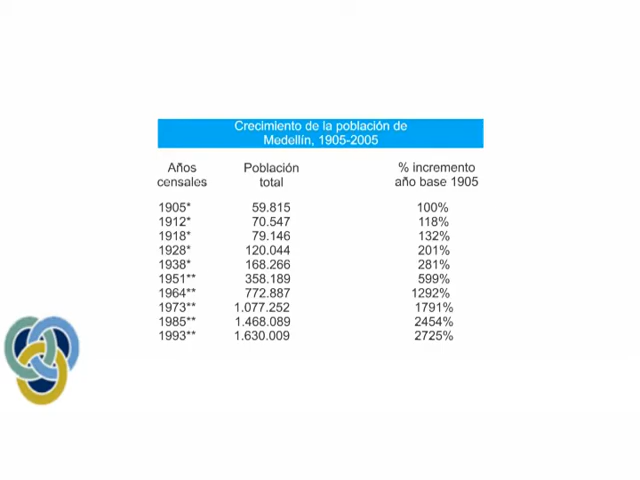 Crecimiento de la población de
Medellín, 1905-2005
Años censales Población total % incremento año base 1905
1905* 59.815 100%
1912* 70.547 118%
1918* 79.146 132%
1928* 120.044 201%
1938* 168.266 281%
1951** 358.189 599%
1964** 772.887 1292%
1973** 1.077.252 1791%
1985** 1.468.089 2454%
1993** 1.630.009 2725%